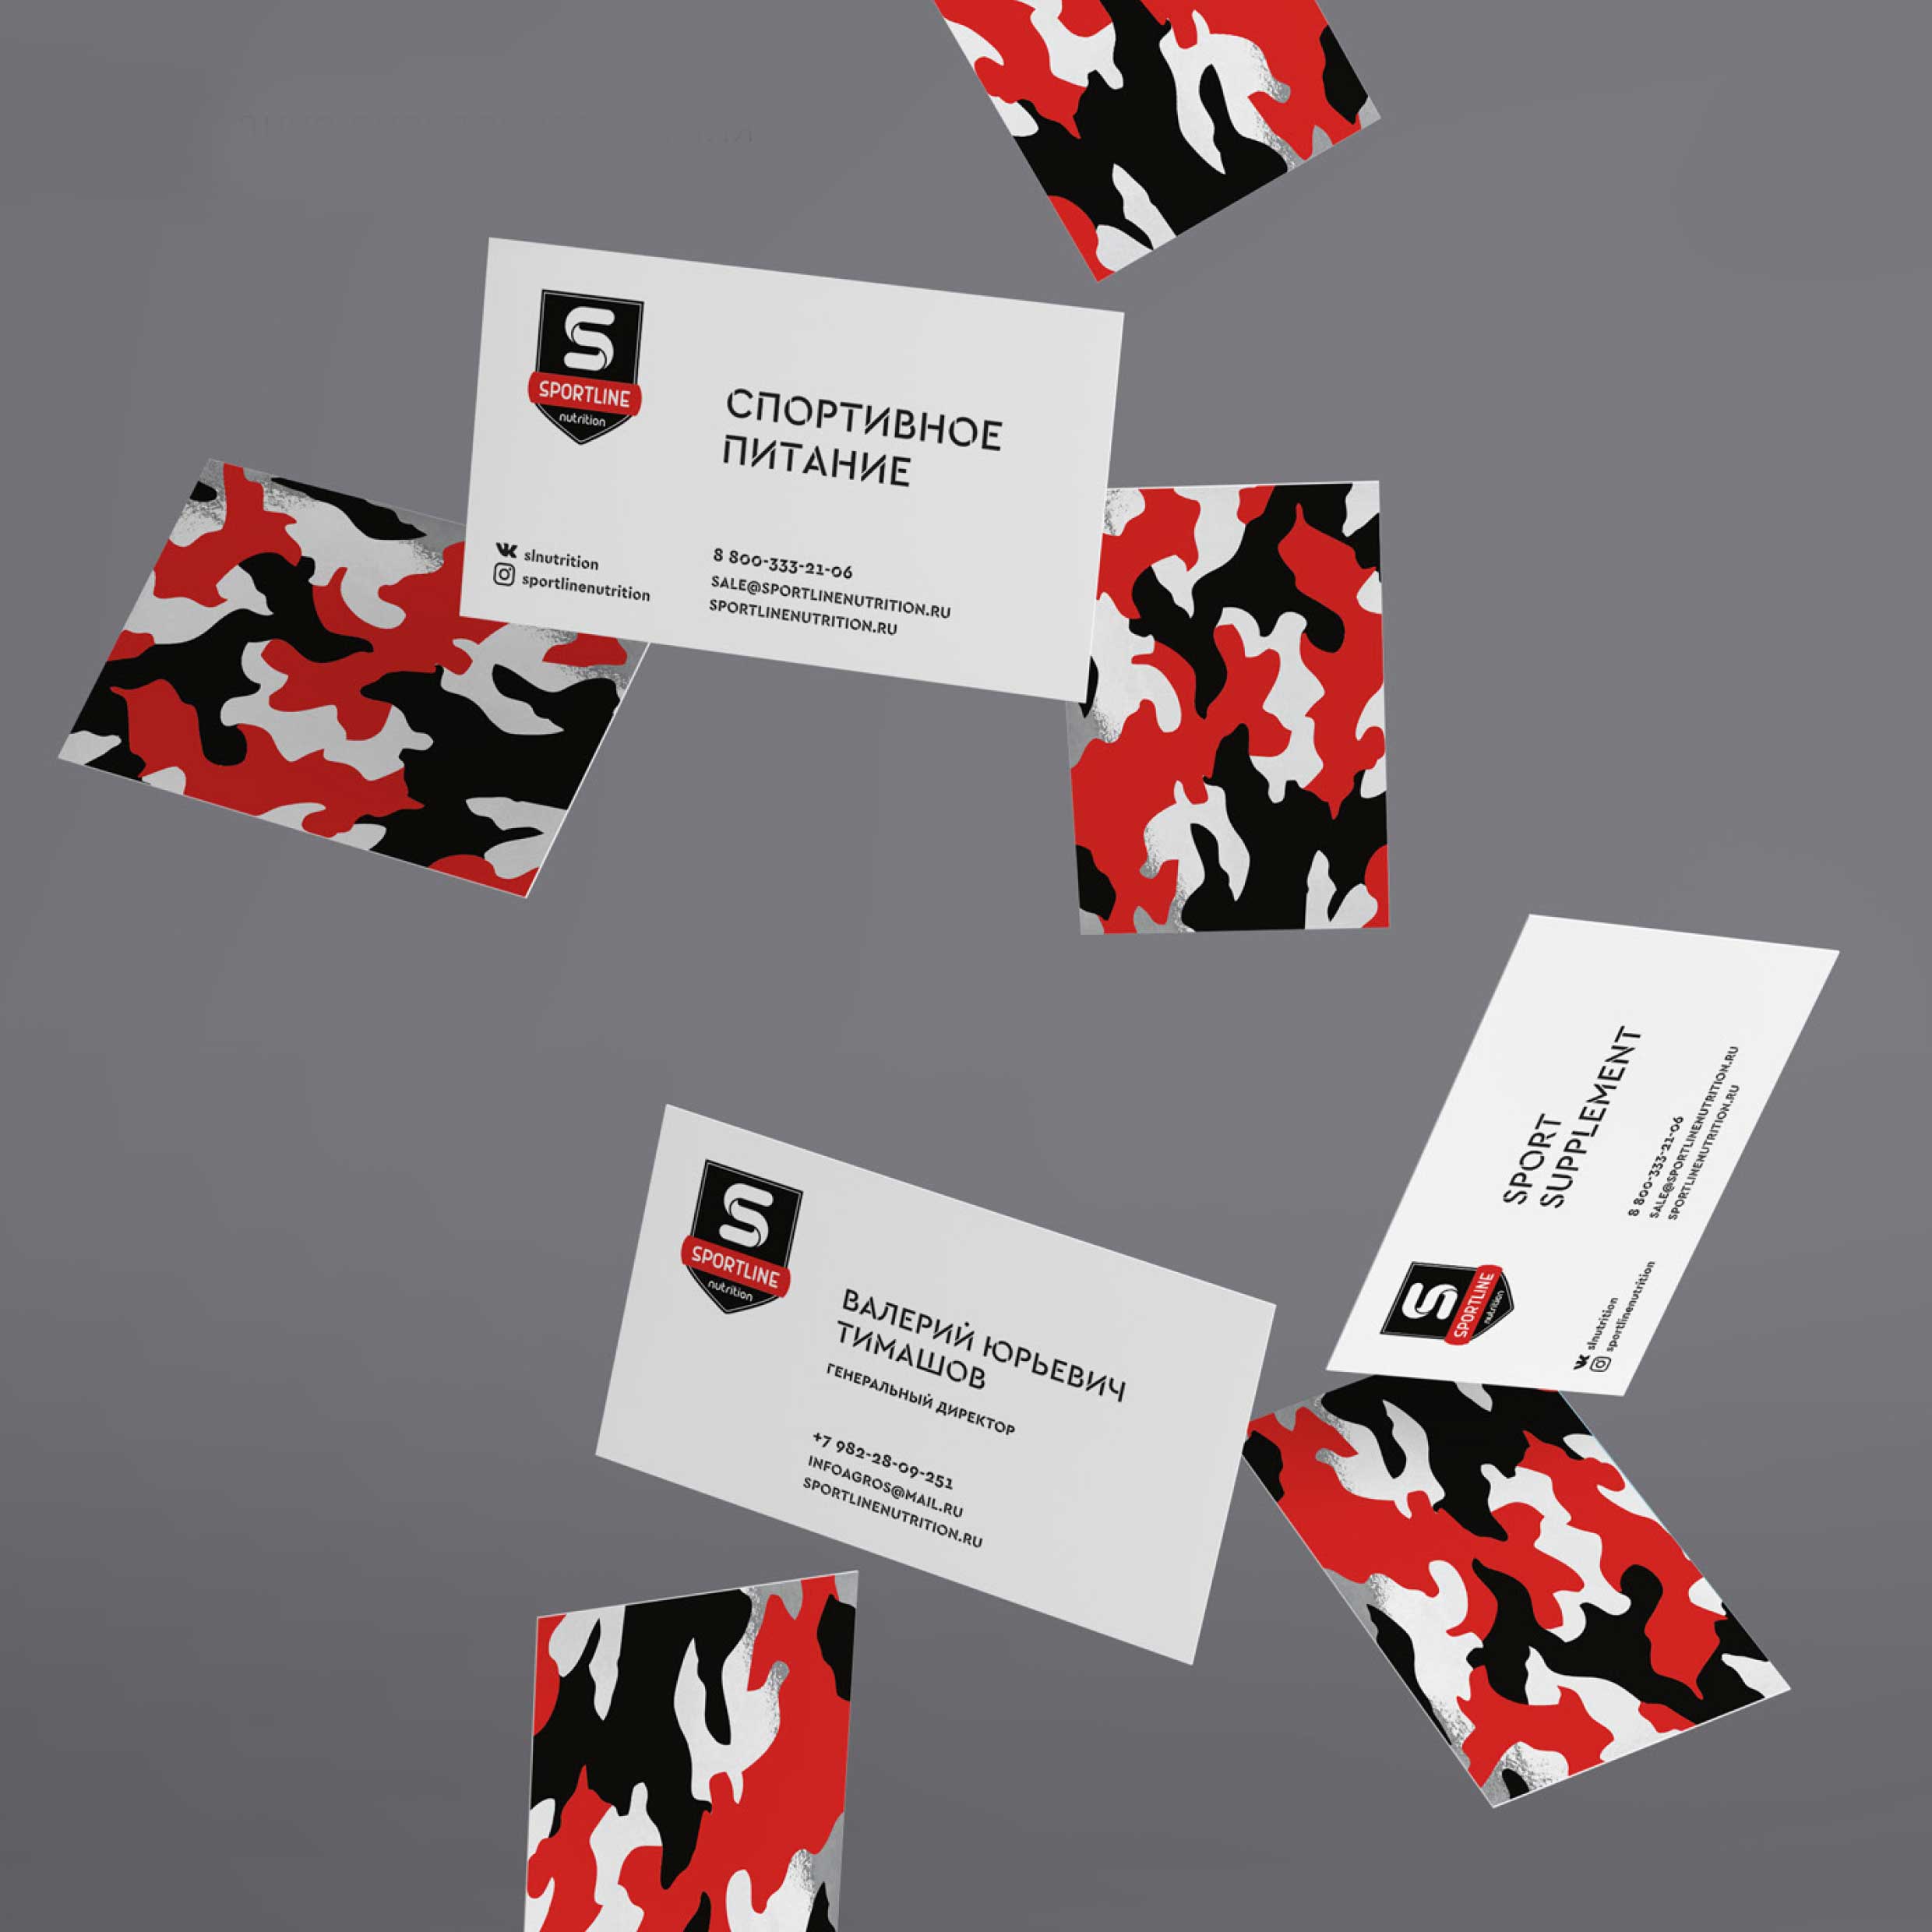 S
SPORTLINE
nutrition
СПОРТИВНОЕ
ПИТАНИЕ
slnutrition
sportlinenutrition
8 800-333-21-06
SALE@SPORTLINENUTRITION.RU
SPORTLINENUTRITION.RU
S
SPORTLINE
nutrition
ВАЛЕРИЙ ЮРЬЕВИЧ
ТИМАШОВ
ГЕНЕРАЛЬНЫЙ ДИРЕКТОР
+7 982-28-09-251
INFOAGROS@MAIL.RU
SPORTLINENUTRITION.RU
SPORT
SUPPLEMENT
8 800-333-21-06
SALE@SPORTLINENUTRITION.RU
SPORTLINENUTRITION.RU
S
SPORTLINE
nutrition
slnutrition
sportlinenutrition